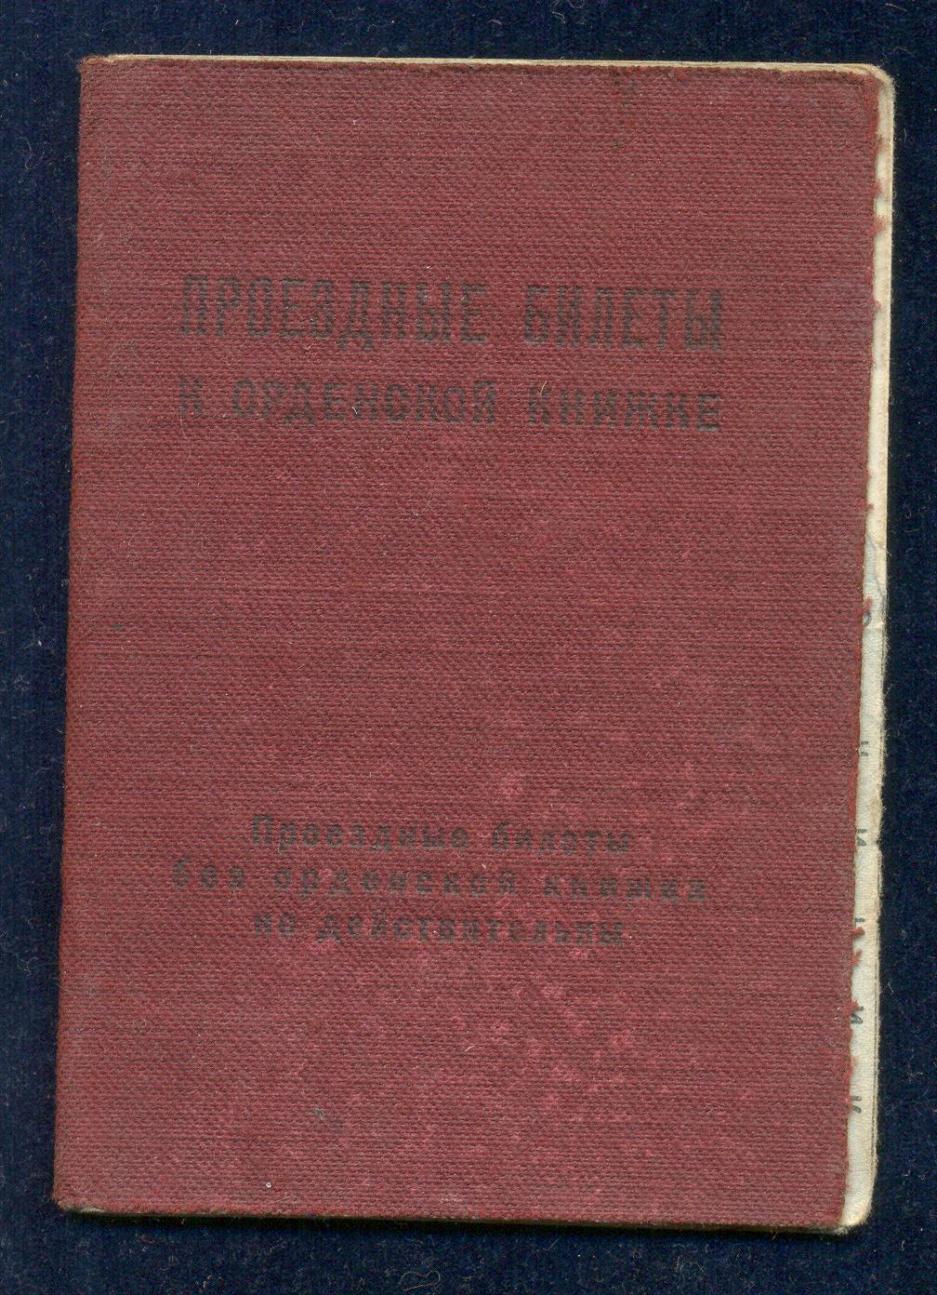 ПРОЕЗДНЫЕ БИЛЕТЫ
К ОРДЕНСКОЙ КНИЖКЕ
Проездные билеты
без орденской книжки
не действительны